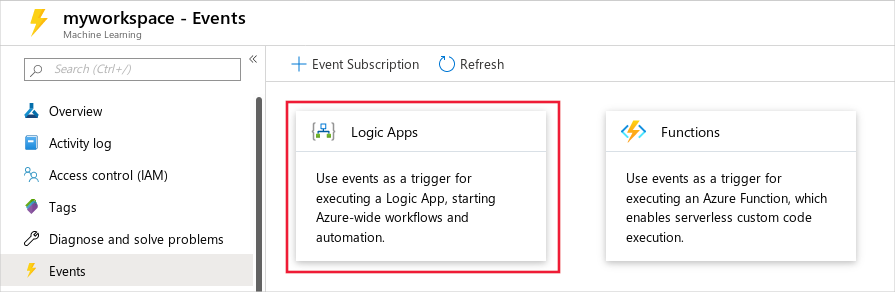 myworkspace - Events
Machine Learning
Search (Ctrl+/)
«
Overview
Activity log
Access control (IAM)
Tags
Diagnose and solve problems
Events
+ Event Subscription
Refresh
Logic Apps
Use events as a trigger for
executing a Logic App, starting
Azure-wide workflows and
automation.
Functions
Use events as a trigger for
executing an Azure Function, which
enables serverless custom code
execution.